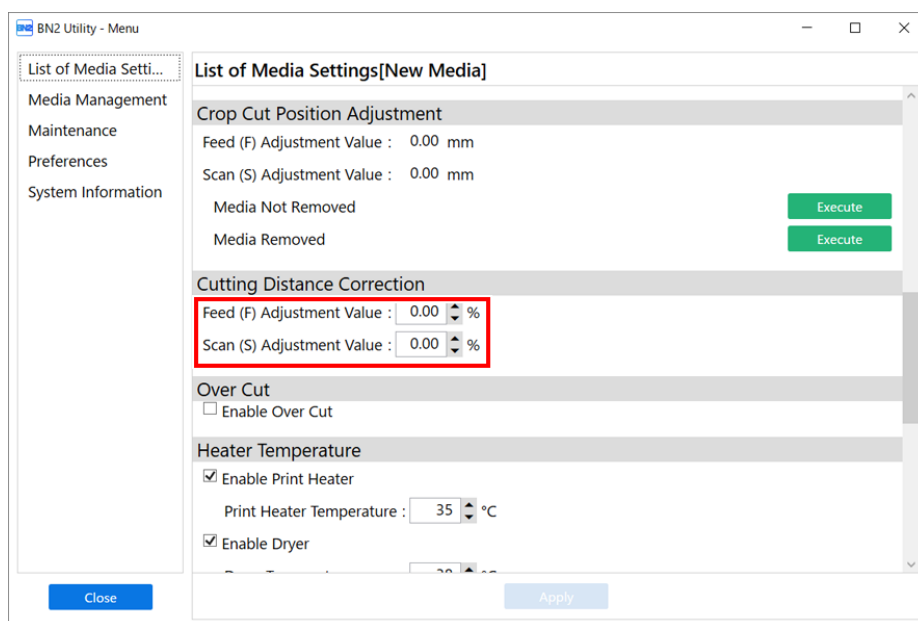 BN2 BN2 Utility - Menu
List of Media Setti...
Media Management
Maintenance
Preferences
System Information
List of Media Settings[New Media]
Crop Cut Position Adjustment
Feed (F) Adjustment Value : 0.00 mm
Scan (S) Adjustment Value : 0.00 mm
Media Not Removed Execute
Media Removed Execute
Cutting Distance Correction
Feed (F) Adjustment Value : 0.00 %
Scan (S) Adjustment Value : 0.00 %
Over Cut
Enable Over Cut
Heater Temperature
Enable Print Heater
Print Heater Temperature : 35 °C
Enable Dryer
Close
Apply